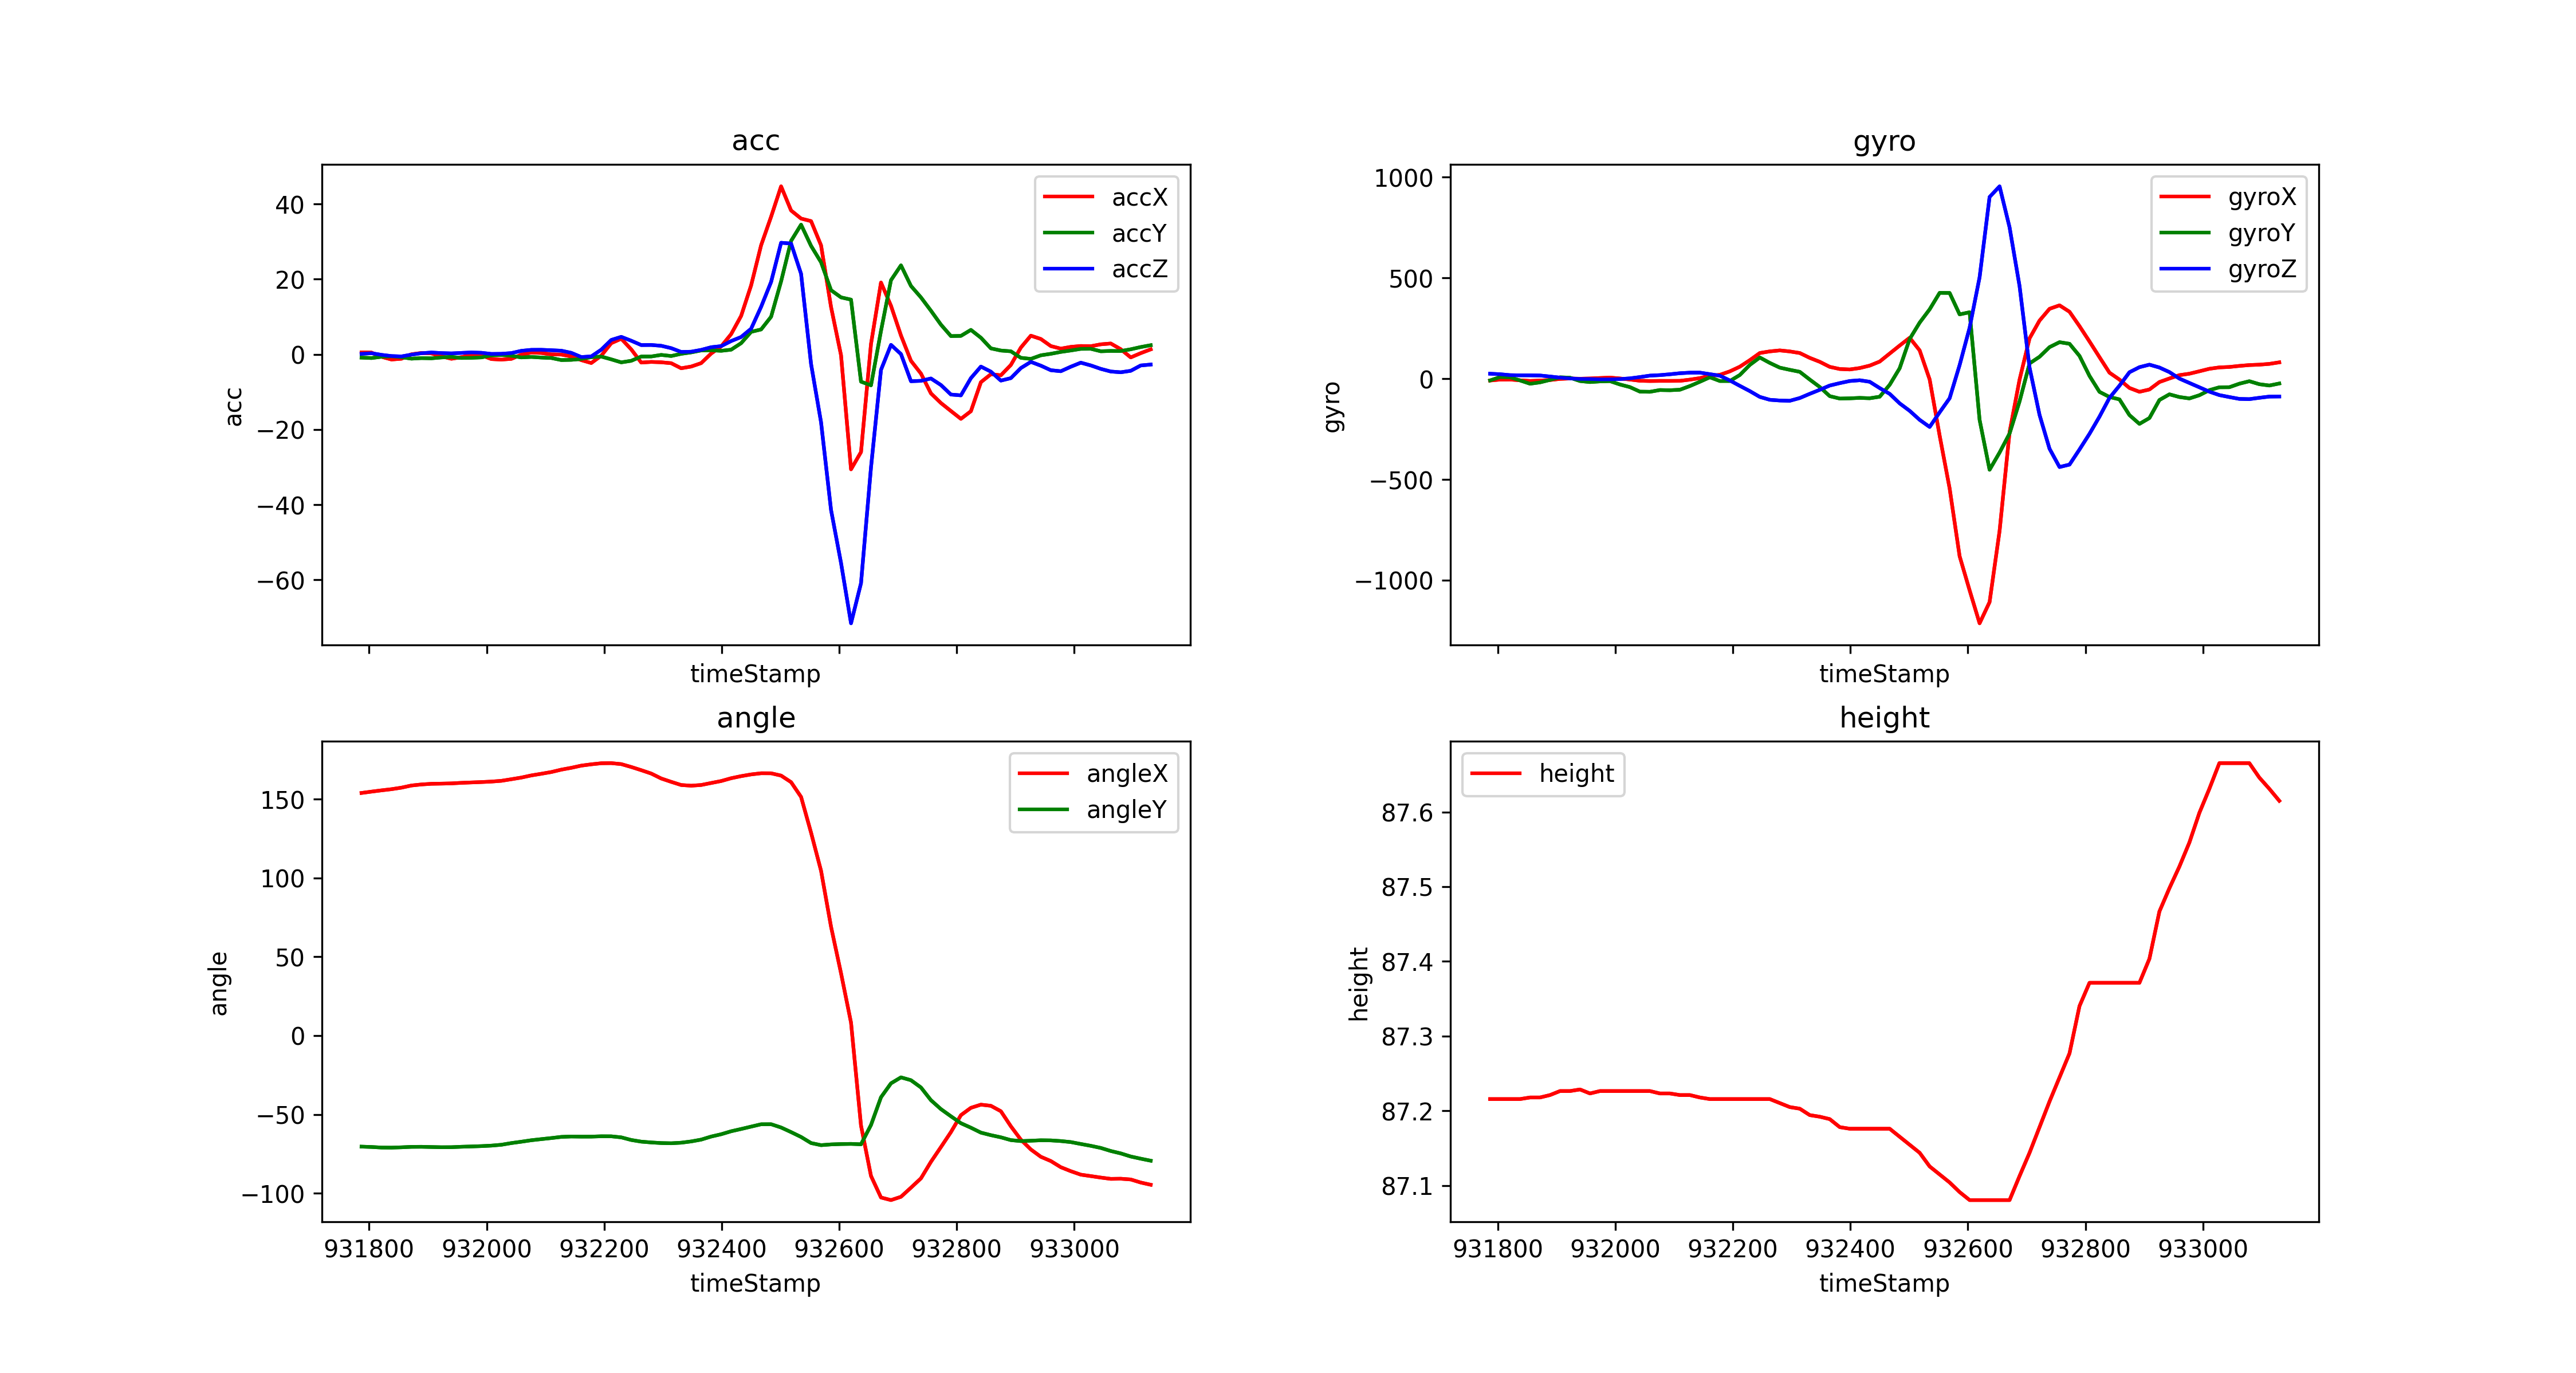 acc
accX
accY
accZ
40
20
0
−20
−40
−60
acc
timeStamp
gyro
gyroX
gyroY
gyroZ
1000
500
0
−500
−1000
gyro
timeStamp
angle
angleX
angleY
150
100
50
0
−50
−100
angle
931800 932000 932200 932400 932600 932800 933000
timeStamp
height
height
87.6
87.5
87.4
87.3
87.2
87.1
height
931800 932000 932200 932400 932600 932800 933000
timeStamp